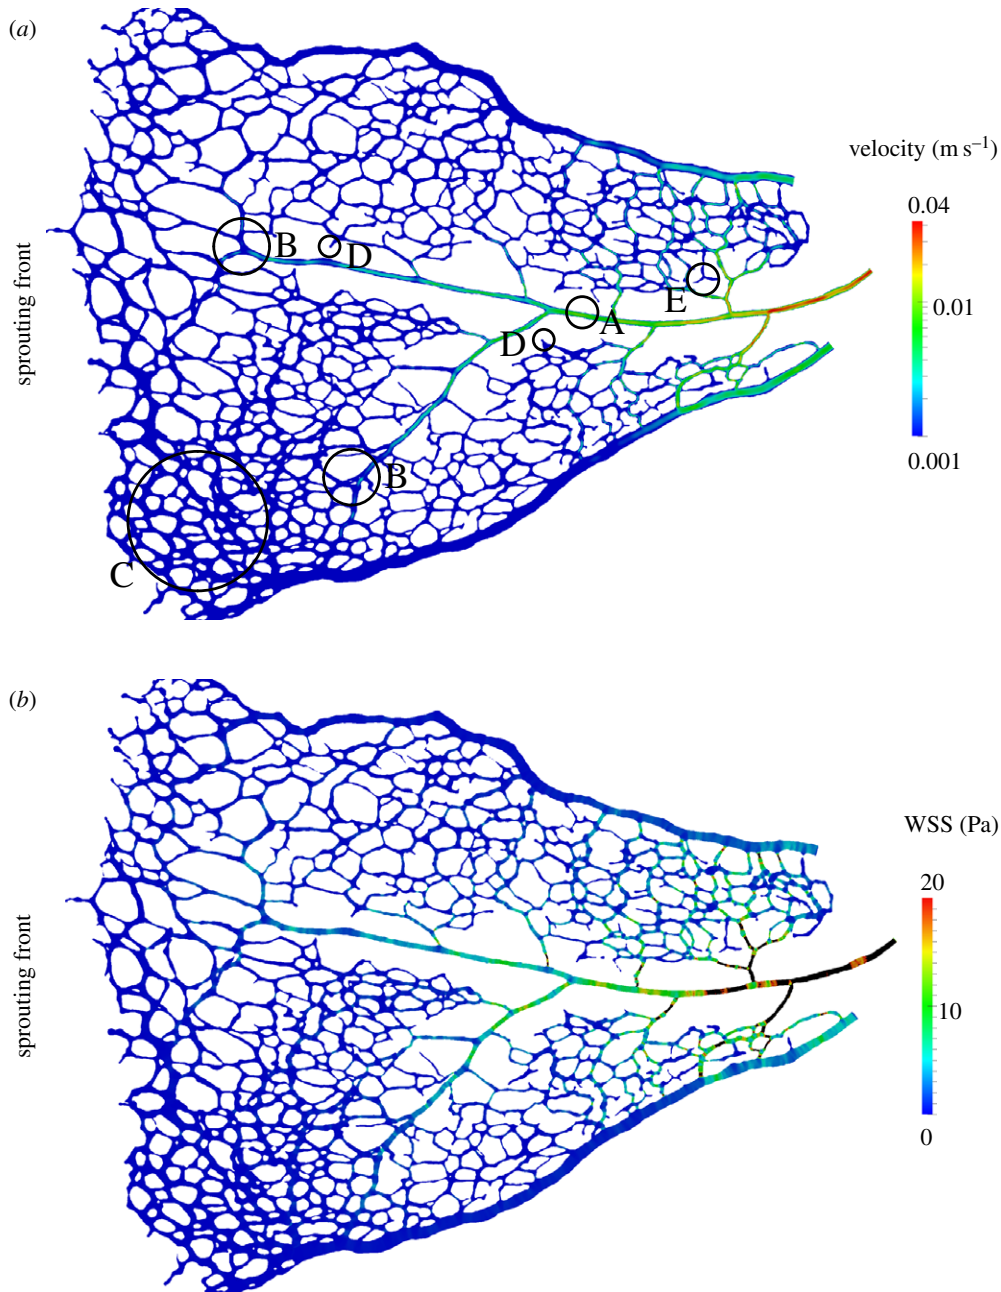 (a)
velocity (m s⁻¹)
0.04
0.01
0.001
sprouting front
B
D
E
A
D
B
C
(b)
WSS (Pa)
20
10
0
sprouting front